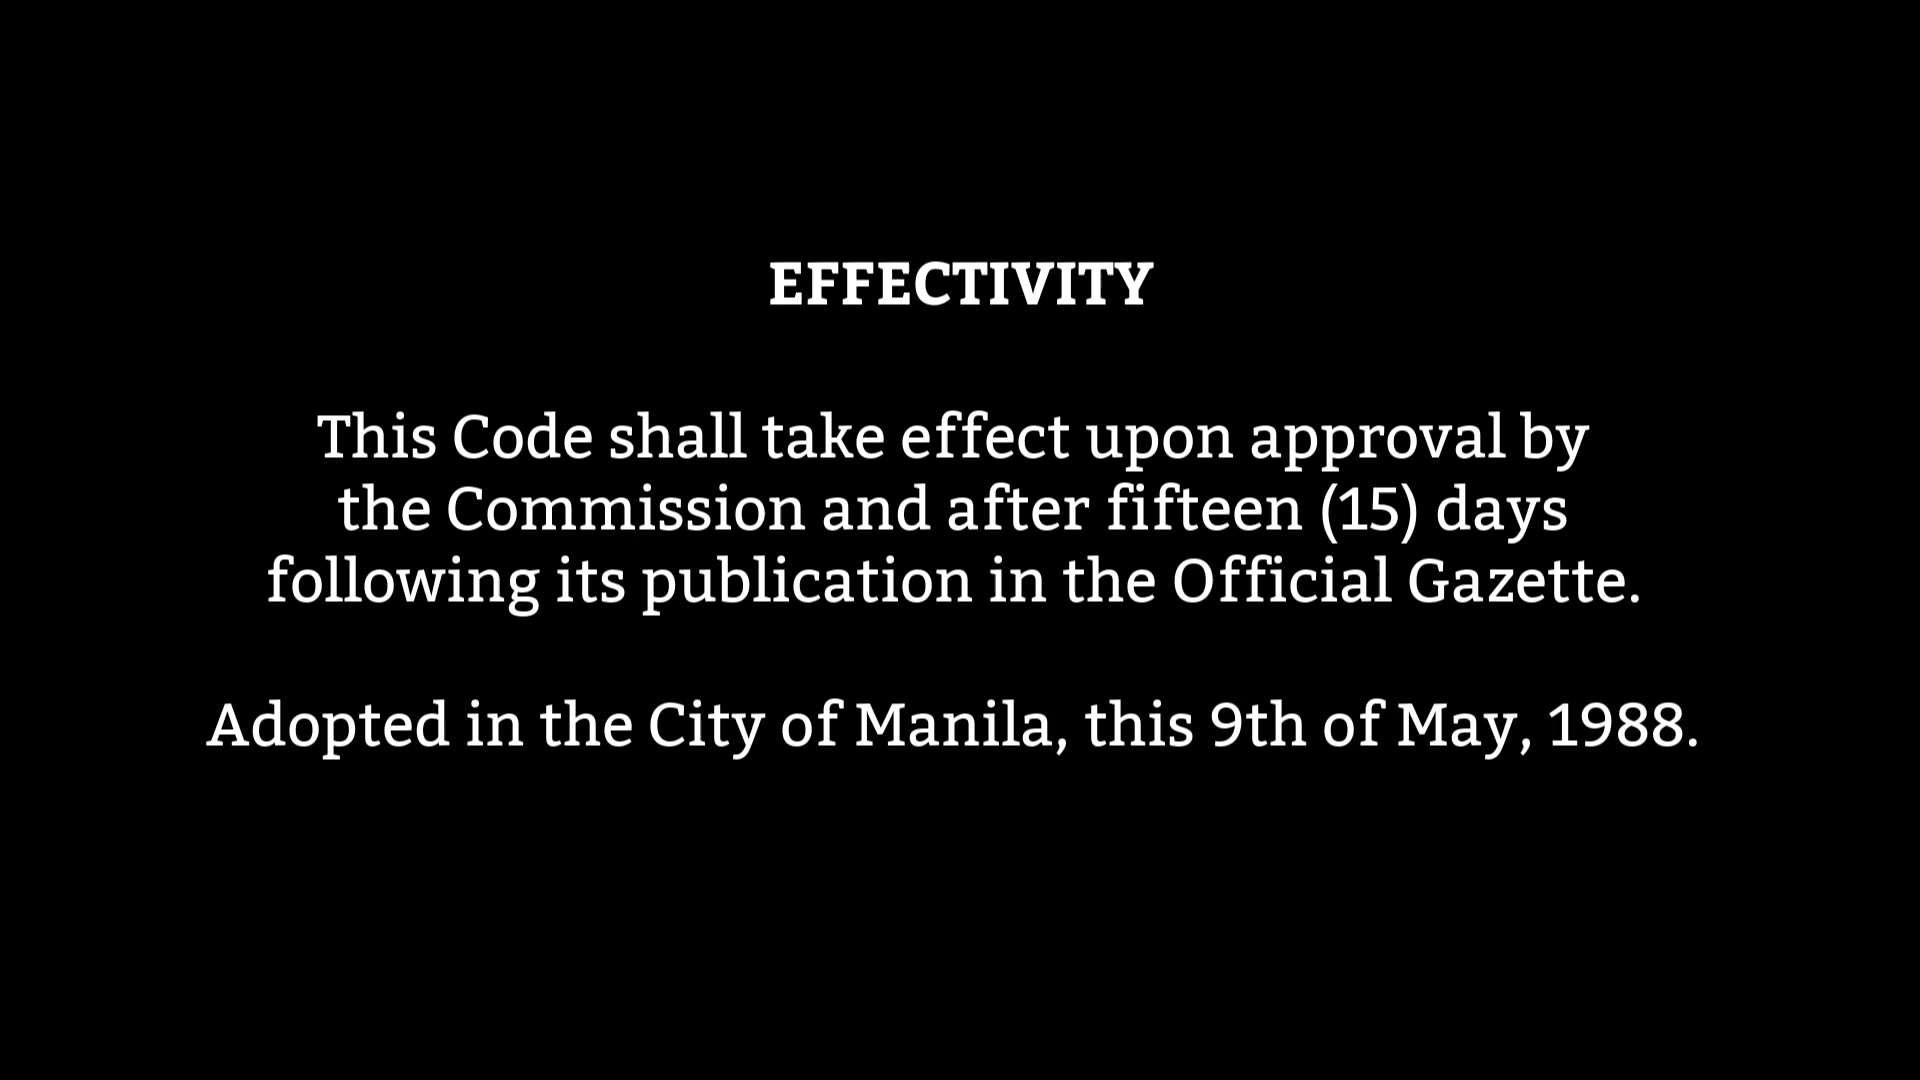 EFFECTIVITY
This Code shall take effect upon approval by
the Commission and after fifteen (15) days
following its publication in the Official Gazette.
Adopted in the City of Manila, this 9th of May, 1988.